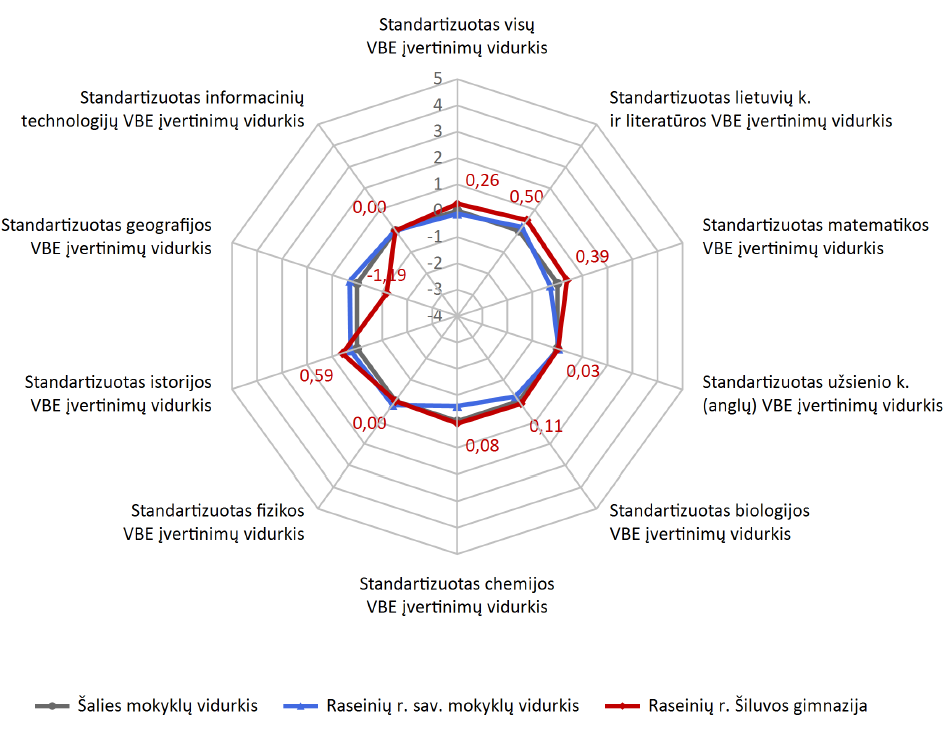 Standartizuotas visų
VBE įvertinimų vidurkis
Standartizuotas informacinių
technologijų VBE įvertinimų vidurkis
Standartizuotas lietuvių k.
ir literatūros VBE įvertinimų vidurkis
5
4
3
2
1
0
-1
-2
-3
-4
0,26
0,50
0,00
0,39
-1,19
Standartizuotas geografijos
VBE įvertinimų vidurkis
Standartizuotas matematikos
VBE įvertinimų vidurkis
0,59
0,03
Standartizuotas istorijos
VBE įvertinimų vidurkis
Standartizuotas užsienio k.
(anglų) VBE įvertinimų vidurkis
0,00
0,08
0,11
Standartizuotas fizikos
VBE įvertinimų vidurkis
Standartizuotas biologijos
VBE įvertinimų vidurkis
Standartizuotas chemijos
VBE įvertinimų vidurkis
Šalies mokyklų vidurkis
Raseinių r. sav. mokyklų vidurkis
Raseinių r. Šiluvos gimnazija